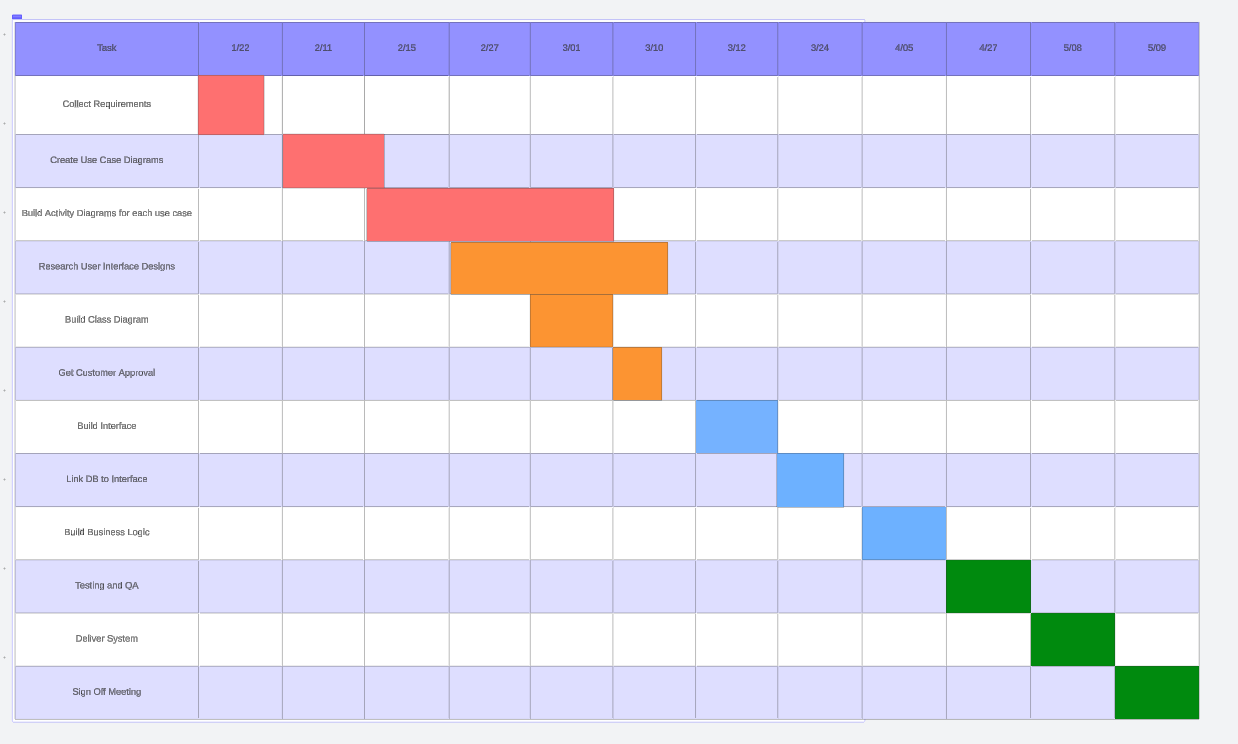 Task 1/22 2/11 2/15 2/27 3/01 3/10 3/12 3/24 4/05 4/27 5/08 5/09
Collect Requirements
Create Use Case Diagrams
Build Activity Diagrams for each use case
Research User Interface Designs
Build Class Diagram
Get Customer Approval
Build Interface
Link DB to Interface
Build Business Logic
Testing and QA
Deliver System
Sign Off Meeting